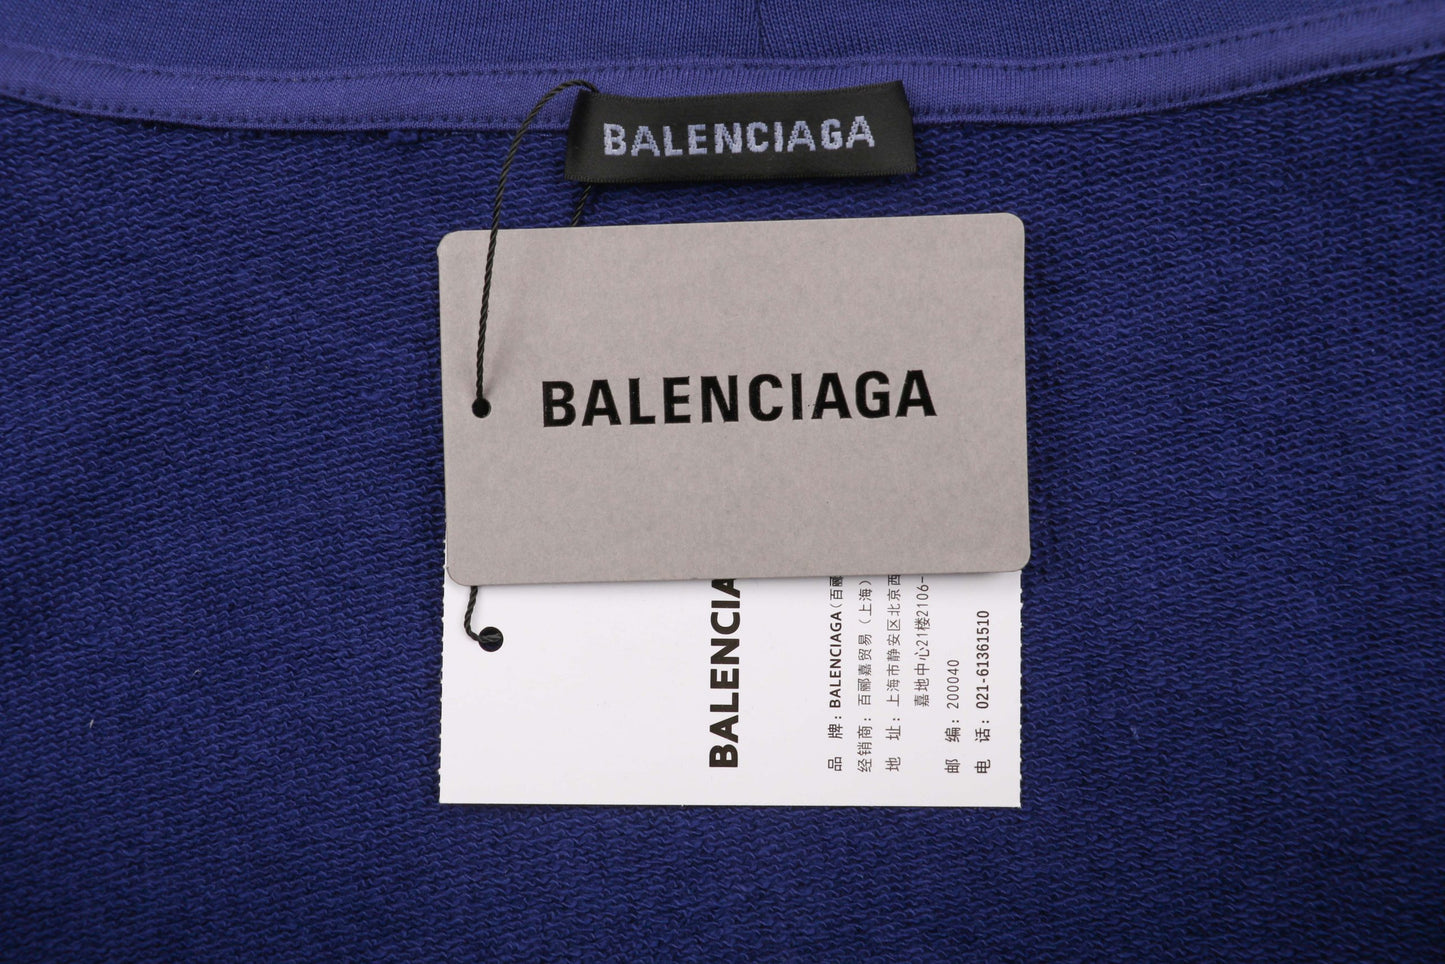 BALENCIAGA
BALENCIAGA
BALENCIA
品 牌: BALENCIAGA(百郦
经销商: 百郦嘉贸易 (上海)
地 址: 上海市静安区北京西
嘉地中心21楼2106-
邮 编: 200040
电 话: 021-61361510